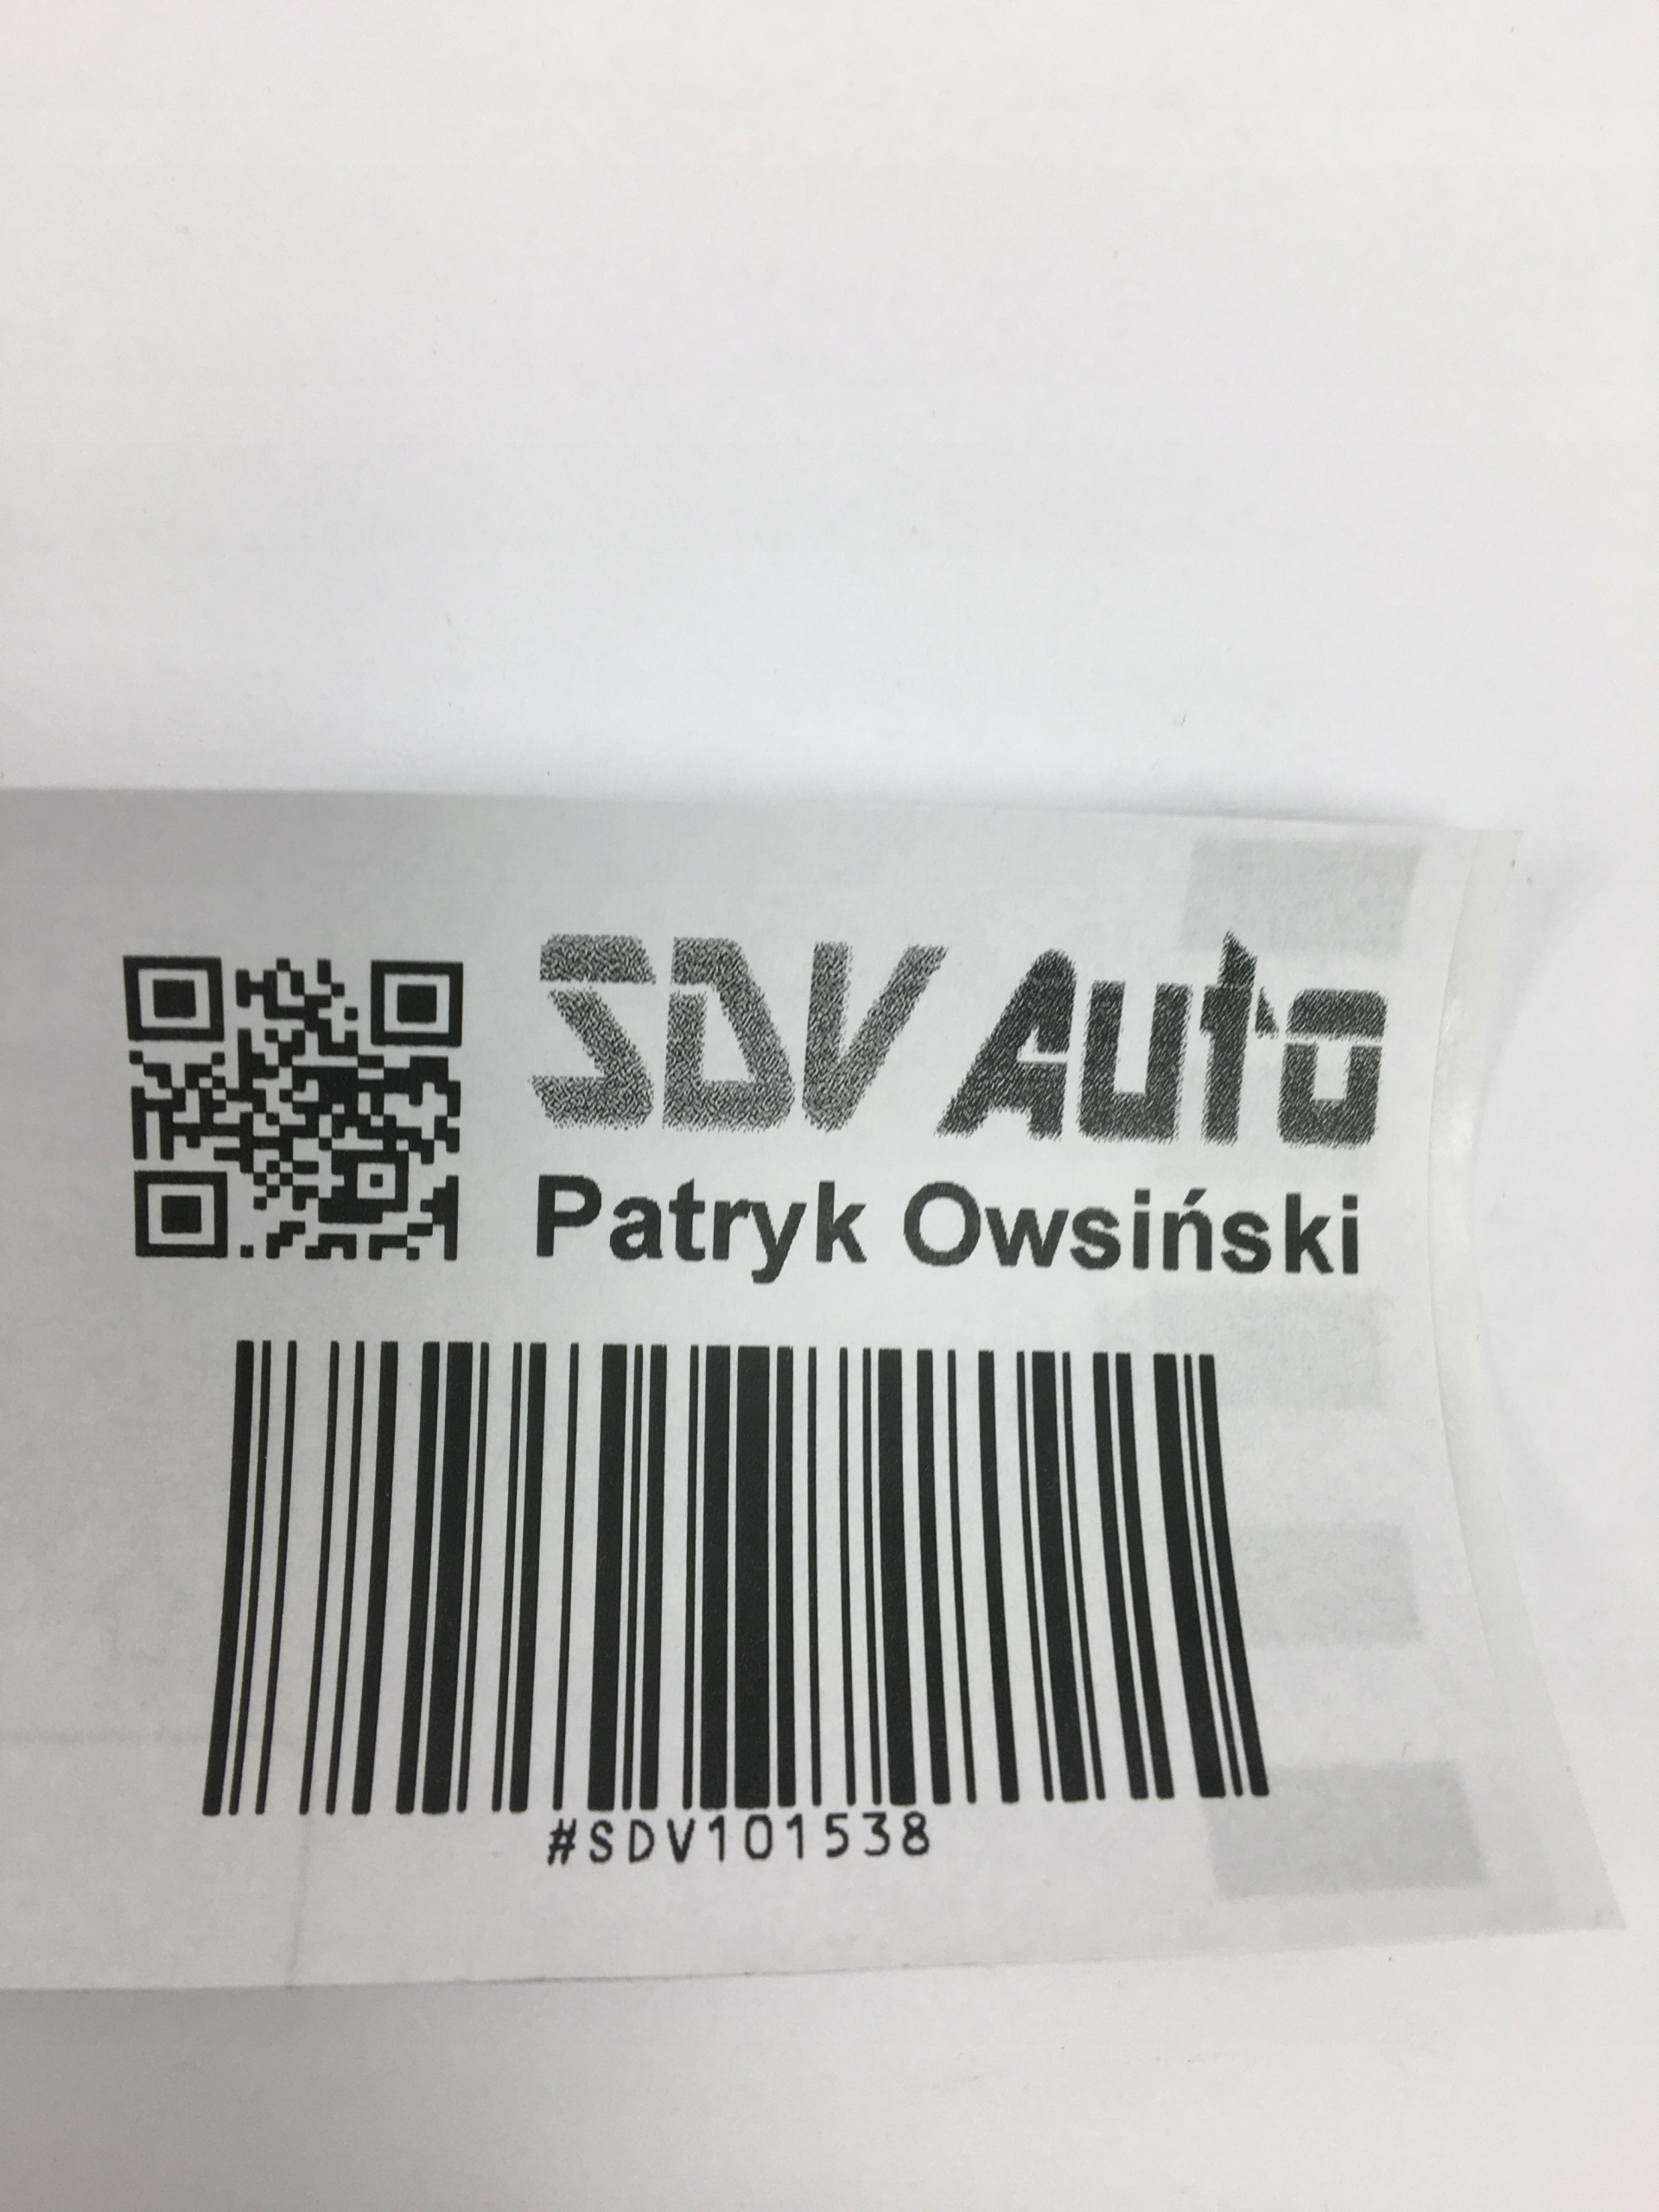 SDV Auto
Patryk Owsiński
#SDV101538